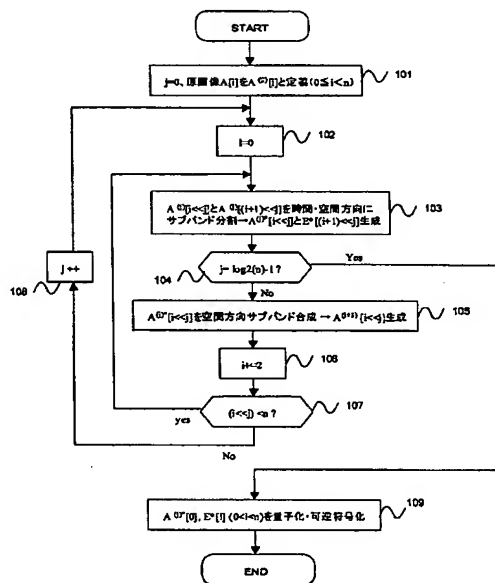 START
j=0、原画像A[i]をA⁽ʲ⁾[i]と定義(0≦i<n)
101
i=0
102
A⁽ʲ⁾[i<<j]とA⁽ʲ⁾[(i+1)<<j]を時間・空間方向に
サブバンド分割→A⁽ʲ⁾*[i<<j]とE*[(i+1)<<j]生成
103
j= log2(n)-1?
Yes
104
No
j ++
108
A⁽ʲ⁾*[i<<j]を空間方向サブバンド合成 → A⁽ʲ⁺¹⁾[i<<j]生成
105
i+=2
106
(i<<j) <n ?
107
yes
No
A⁽ʲ⁾*[0], E*[i] (0<i<n)を量子化・可逆符号化
109
END